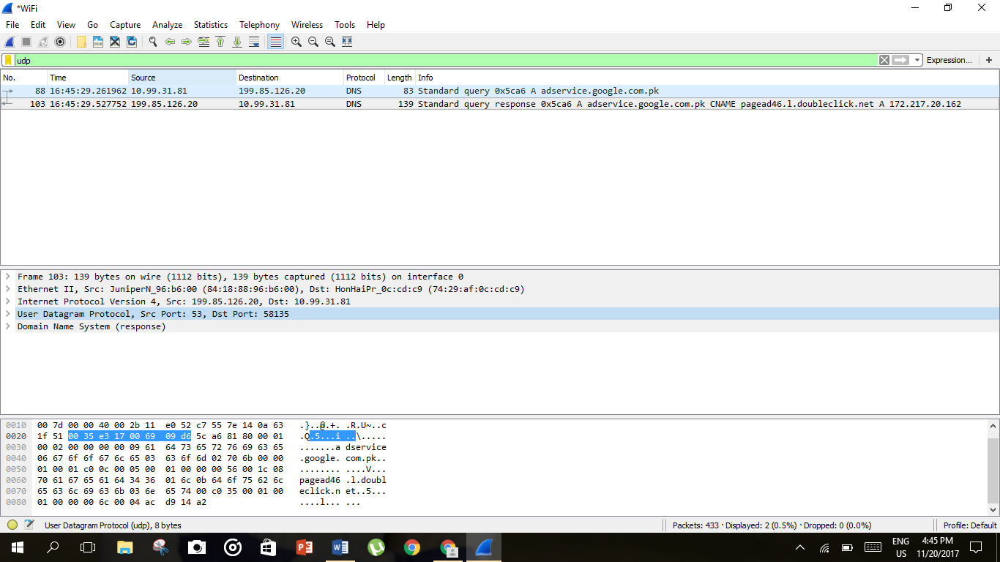 *WiFi
File Edit View Go Capture Analyze Statistics Telephony Wireless Tools Help
udp Expression… +
No. Time Source Destination Protocol Length Info
88 16:45:29.261962 10.99.31.81 199.85.126.20 DNS 83 Standard query 0x5ca6 A adservice.google.com.pk
103 16:45:29.527752 199.85.126.20 10.99.31.81 DNS 139 Standard query response 0x5ca6 A adservice.google.com.pk CNAME pagead46.l.doubleclick.net A 172.217.20.162
Frame 103: 139 bytes on wire (1112 bits), 139 bytes captured (1112 bits) on interface 0
Ethernet II, Src: JuniperN_96:b6:00 (84:18:88:96:b6:00), Dst: HonHaiPr_0c:cd:c9 (74:29:af:0c:cd:c9)
Internet Protocol Version 4, Src: 199.85.126.20, Dst: 10.99.31.81
User Datagram Protocol, Src Port: 53, Dst Port: 58135
Domain Name System (response)
0010 00 7d 00 00 40 00 2b 11 e0 52 c7 55 7e 14 0a 63 .}..@.+. .R.U~..c
0020 1f 51 00 35 e3 17 00 69 09 d6 5c a6 81 80 00 01 .Q.5...i ..\.....
0030 00 02 00 00 00 00 09 61 64 73 65 72 76 69 63 65 .......a dservice
0040 06 67 6f 6f 67 6c 65 03 63 6f 6d 02 70 6b 00 00 .google. com.pk..
0050 01 00 01 c0 0c 00 05 00 01 00 00 00 56 00 1c 08 ........ ....V...
0060 70 61 67 65 61 64 34 36 01 6c 0b 64 6f 75 62 6c pagead46 .l.doubl
0070 65 63 6c 69 63 6b 03 6e 65 74 00 c0 35 00 01 00 eclick.n et..5...
0080 01 00 00 00 6c 00 04 ac d9 14 a2 ....l... ...
User Datagram Protocol (udp), 8 bytes Packets: 433 · Displayed: 2 (0.5%) · Dropped: 0 (0.0%) Profile: Default
ENG 4:45 PM
US 11/20/2017